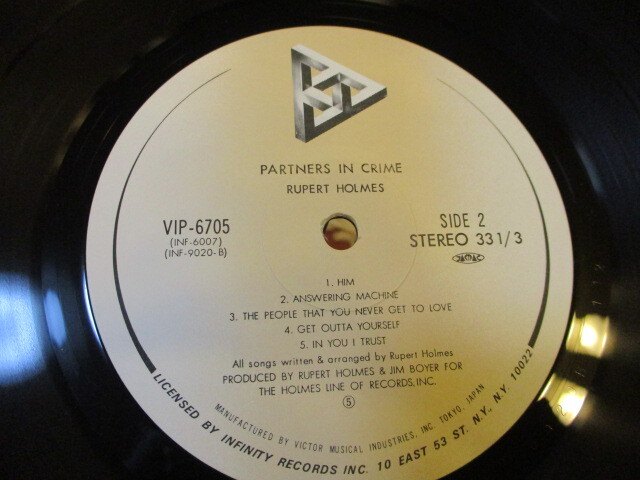 PARTNERS IN CRIME
RUPERT HOLMES
VIP-6705
(INF-6007)
(INF-9020-B)
SIDE 2
STEREO 33 1/3
JASRAC
1. HIM
2. ANSWERING MACHINE
3. THE PEOPLE THAT YOU NEVER GET TO LOVE
4. GET OUTTA YOURSELF
5. IN YOU I TRUST
All songs written & arranged by Rupert Holmes
PRODUCED BY RUPERT HOLMES & JIM BOYER FOR
THE HOLMES LINE OF RECORDS, INC.
⑤
MANUFACTURED BY VICTOR MUSICAL INDUSTRIES, INC. TOKYO, JAPAN
LICENSED BY INFINITY RECORDS INC. 10 EAST 53 ST. N.Y., N.Y. 10022